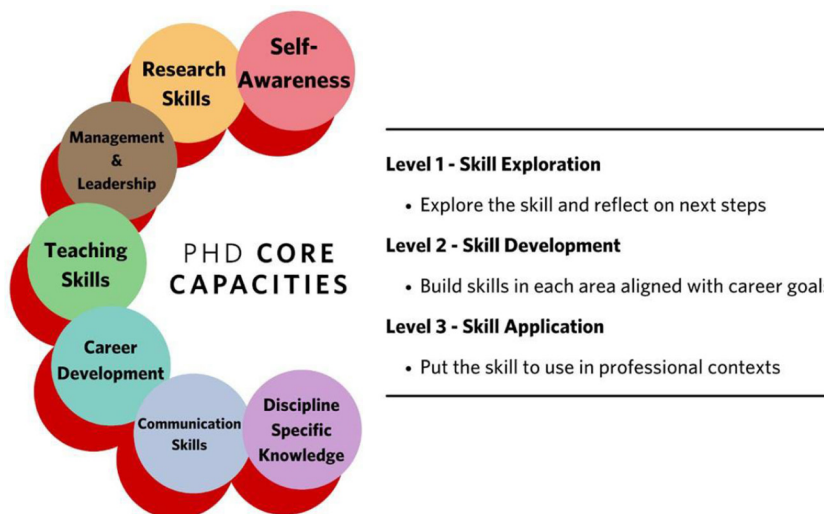 Self-
Awareness
Research
Skills
Management
&
Leadership
Teaching
Skills
Career
Development
Communication
Skills
Discipline
Specific
Knowledge
PHD CORE
CAPACITIES
Level 1 - Skill Exploration
• Explore the skill and reflect on next steps
Level 2 - Skill Development
• Build skills in each area aligned with career goals
Level 3 - Skill Application
• Put the skill to use in professional contexts